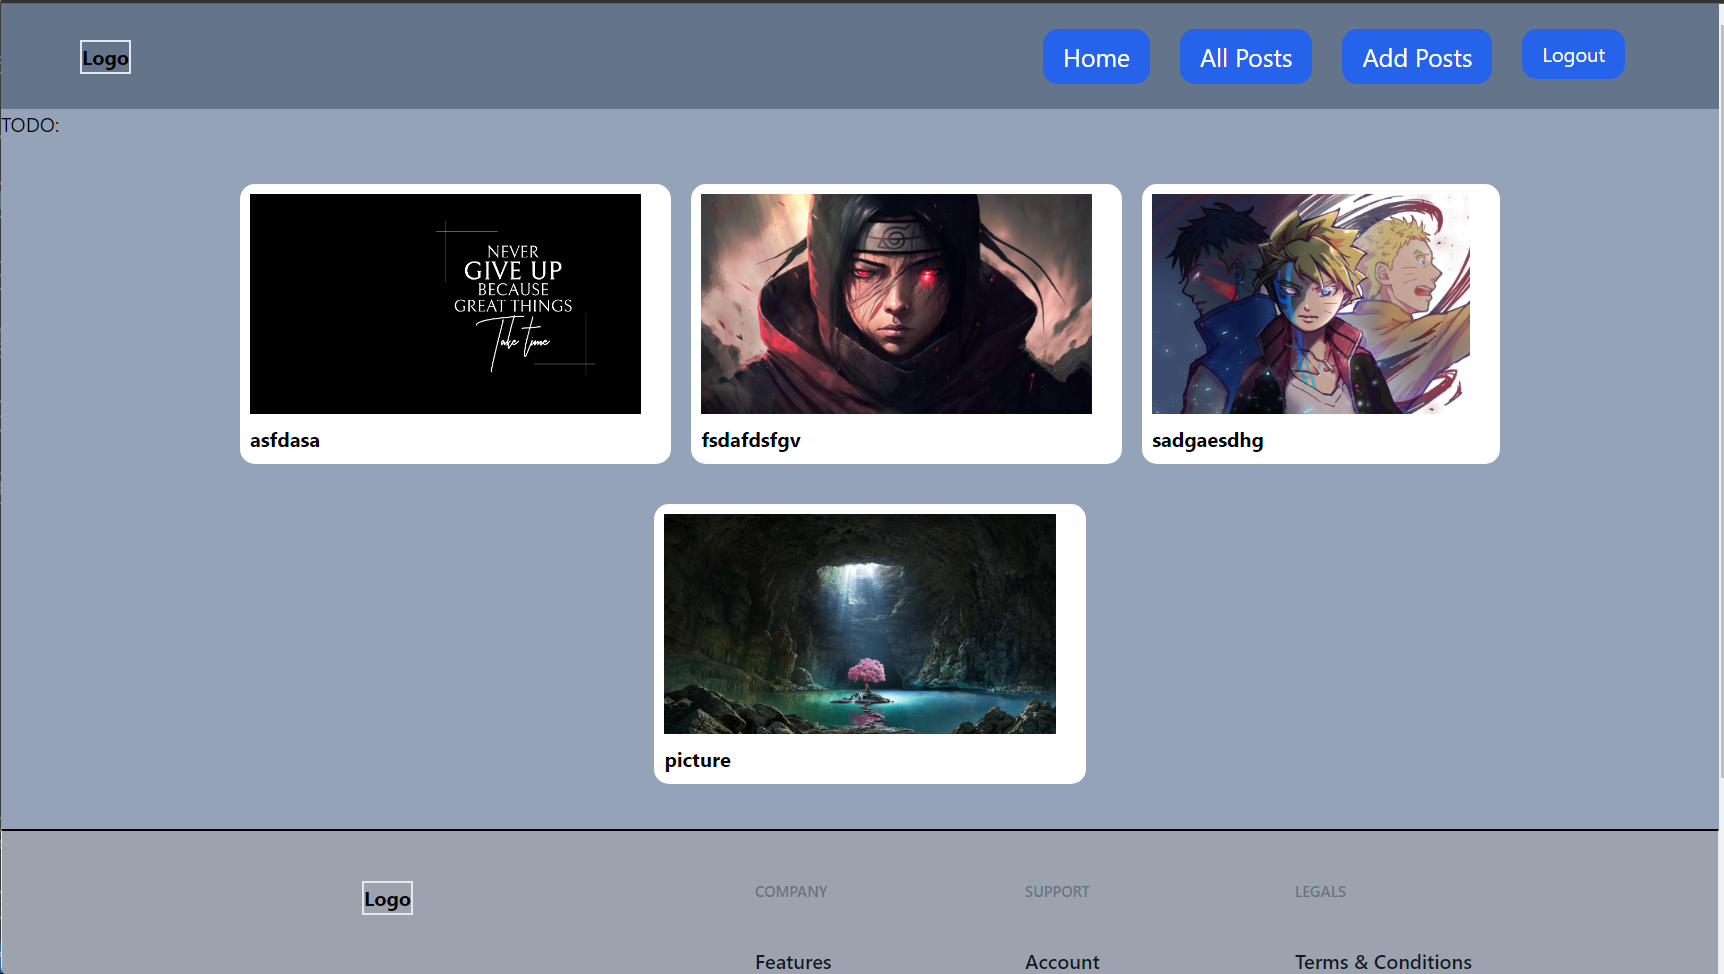 Logo
Home
All Posts
Add Posts
Logout
TODO:
NEVER
GIVE UP
BECAUSE
GREAT THINGS
Take time
asfdasa
fsdafdsfgv
sadgaesdhg
picture
Logo
COMPANY
SUPPORT
LEGALS
Features
Account
Terms & Conditions